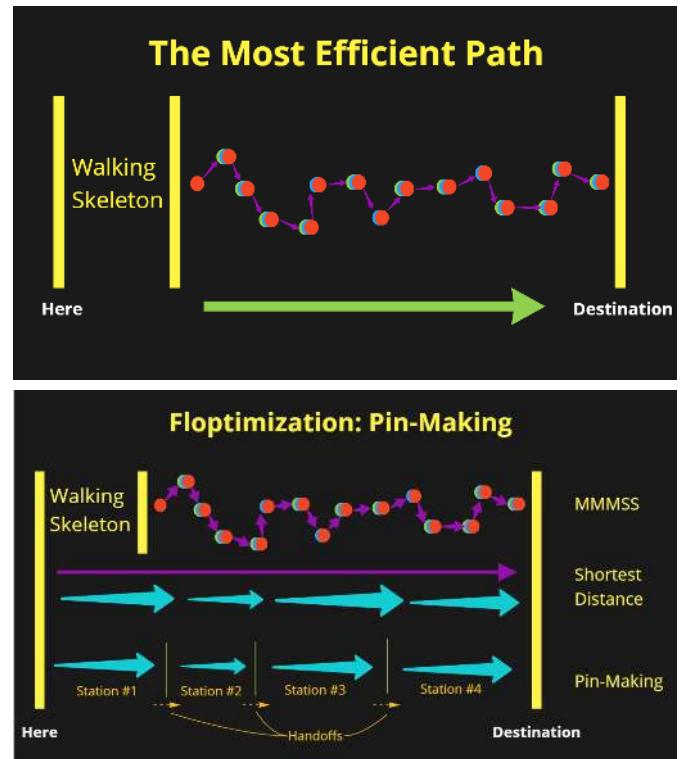 The Most Efficient Path
Walking
Skeleton
Here
Destination
Floptimization: Pin-Making
Walking
Skeleton
MMMSS
Shortest
Distance
Pin-Making
Station #1
Station #2
Station #3
Station #4
Handoffs
Here
Destination